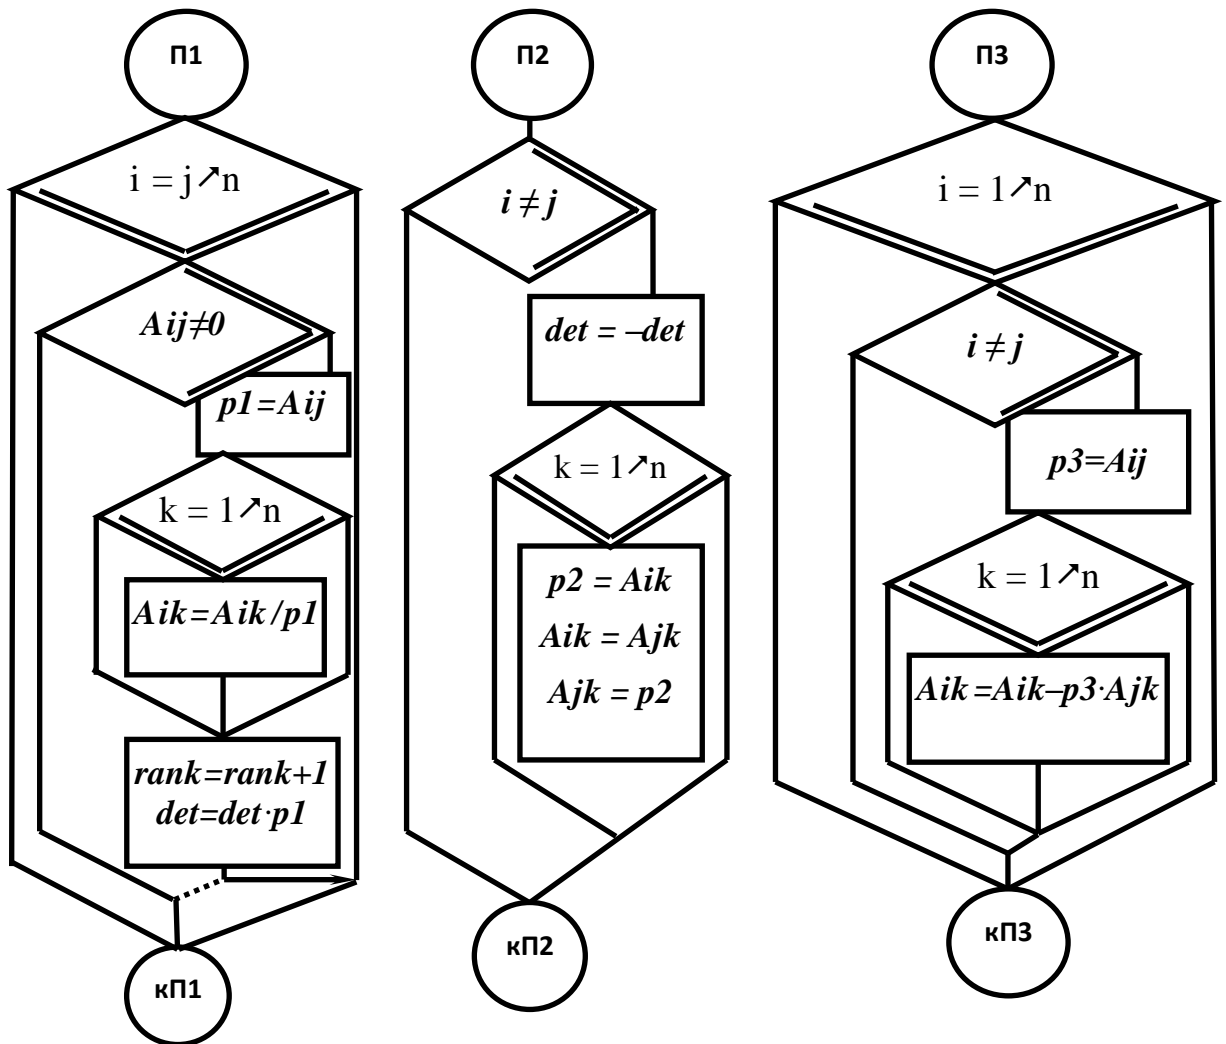 П1
i = j↗n
Aij≠0
p1=Aij
k = 1↗n
Aik=Aik/p1
rank=rank+1
det=det·p1
кП1
П2
i ≠ j
det = –det
k = 1↗n
p2 = Aik
Aik = Ajk
Ajk = p2
кП2
П3
i = 1↗n
i ≠ j
p3=Aij
k = 1↗n
Aik=Aik–p3·Ajk
кП3